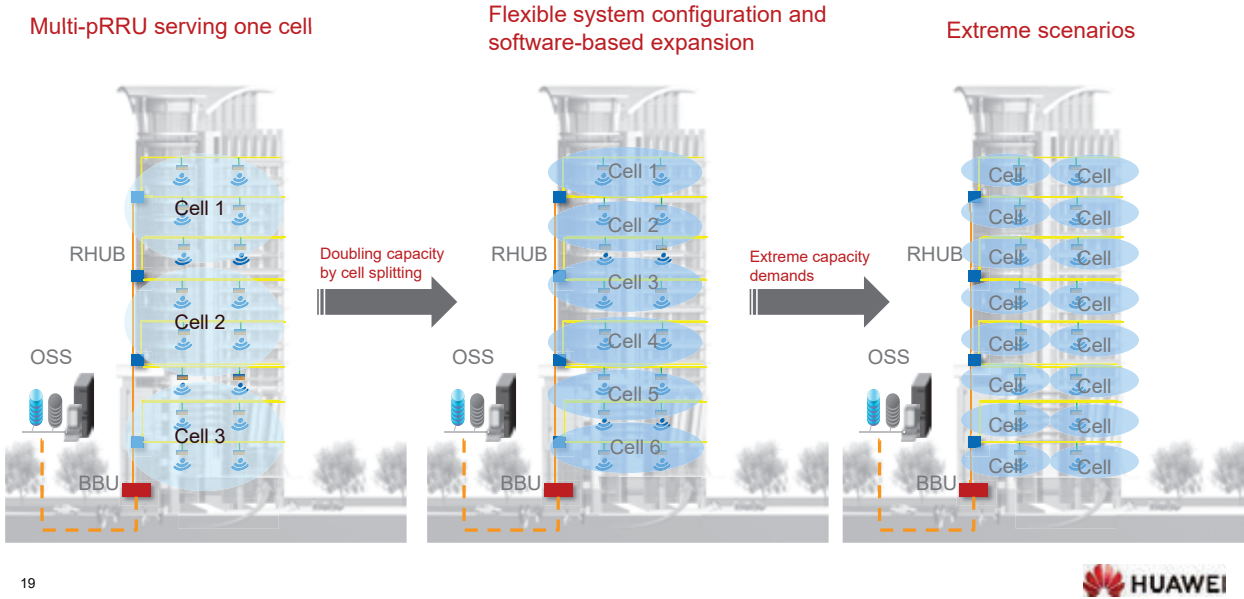 Multi-pRRU serving one cell
Flexible system configuration and
software-based expansion
Extreme scenarios
Cell 1
RHUB
Cell 2
OSS
Cell 3
BBU
Doubling capacity
by cell splitting
Cell 1
Cell 2
RHUB
Cell 3
Cell 4
OSS
Cell 5
Cell 6
BBU
Extreme capacity
demands
Cell Cell
Cell Cell
RHUB
Cell Cell
Cell Cell
Cell Cell
OSS
Cell Cell
Cell Cell
Cell Cell
BBU
19
HUAWEI